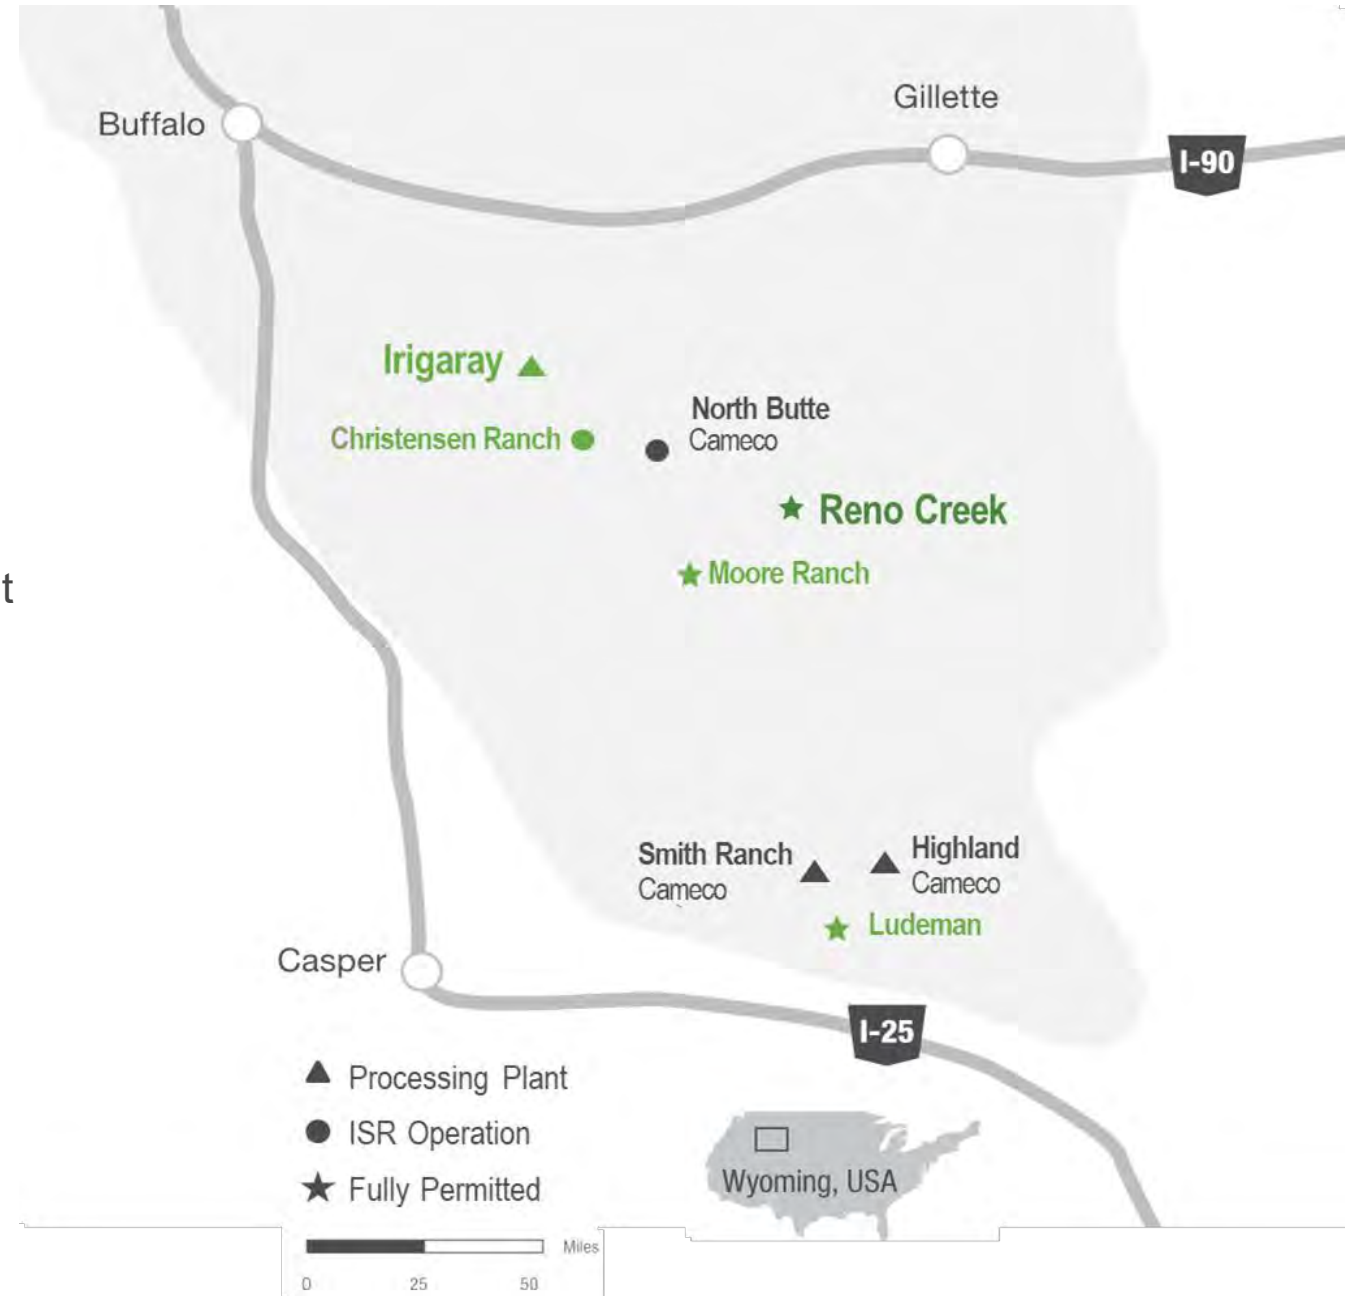 Gillette
Buffalo
I-90
Irigaray
North Butte
Christensen Ranch
Cameco
Reno Creek
Moore Ranch
t
Smith Ranch
Highland
Cameco
Cameco
Ludeman
Casper
I-25
Processing Plant
ISR Operation
Fully Permitted
Wyoming, USA
Miles
0 25 50